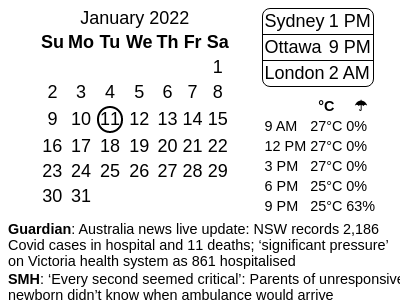 January 2022
Su Mo Tu We Th Fr Sa
1
2 3 4 5 6 7 8
9 10 11 12 13 14 15
16 17 18 19 20 21 22
23 24 25 26 27 28 29
30 31
Sydney 1 PM
Ottawa 9 PM
London 2 AM
°C ☂
9 AM 27°C 0%
12 PM 27°C 0%
3 PM 27°C 0%
6 PM 25°C 0%
9 PM 25°C 63%
Guardian: Australia news live update: NSW records 2,186
Covid cases in hospital and 11 deaths; ‘significant pressure’
on Victoria health system as 861 hospitalised
SMH: ‘Every second seemed critical’: Parents of unresponsive
newborn didn’t know when ambulance would arrive